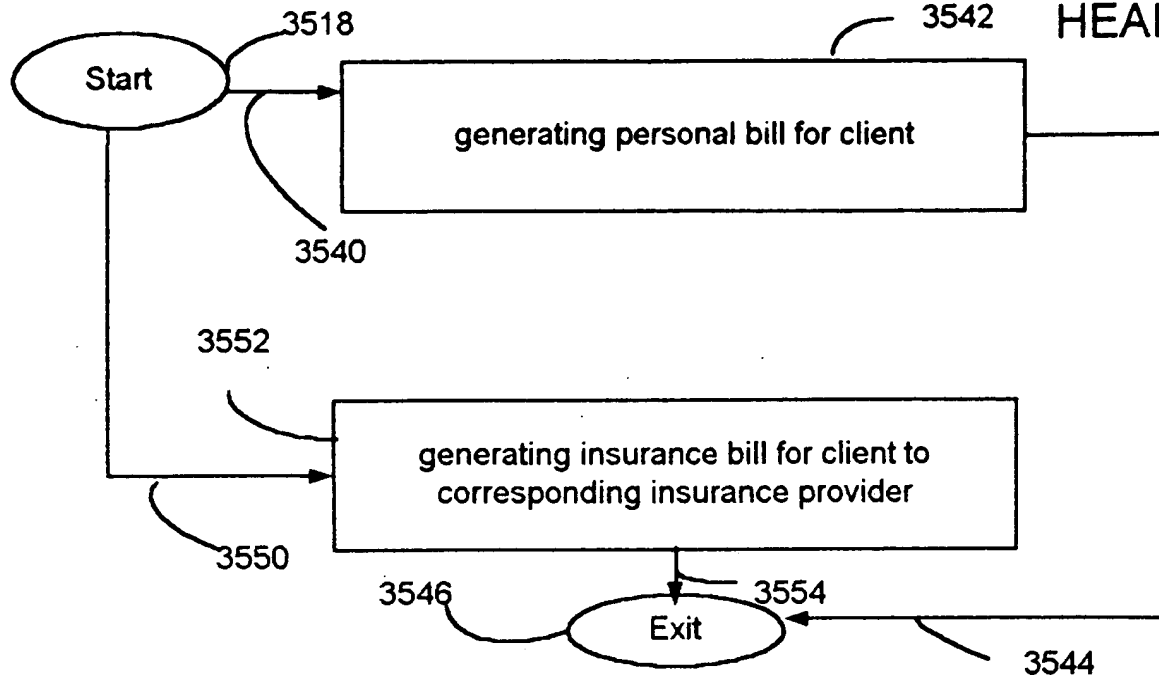 3518
3542
HEAI
Start
generating personal bill for client
3540
3552
generating insurance bill for client to
corresponding insurance provider
3550
3546
3554
Exit
3544